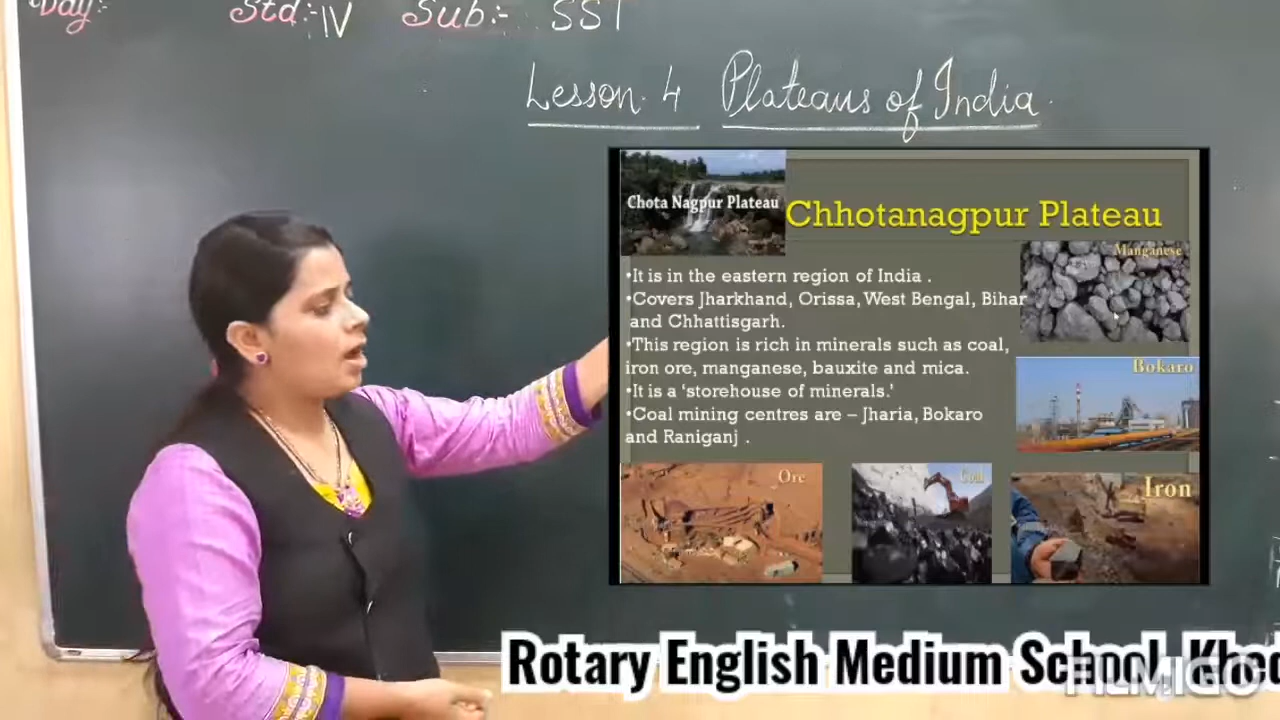 Day:-
Std:- IV Sub:- SST
Lesson. 4 Plateaus of India.
Chota Nagpur Plateau
Chhotanagpur Plateau
Manganese
•It is in the eastern region of India .
•Covers Jharkhand, Orissa, West Bengal, Bihar
and Chhattisgarh.
•This region is rich in minerals such as coal,
iron ore, manganese, bauxite and mica.
•It is a ‘storehouse of minerals.’
•Coal mining centres are – Jharia, Bokaro
and Raniganj .
Bokaro
Ore
Coal
Iron
Rotary English Medium School, Khed
FILMIGO